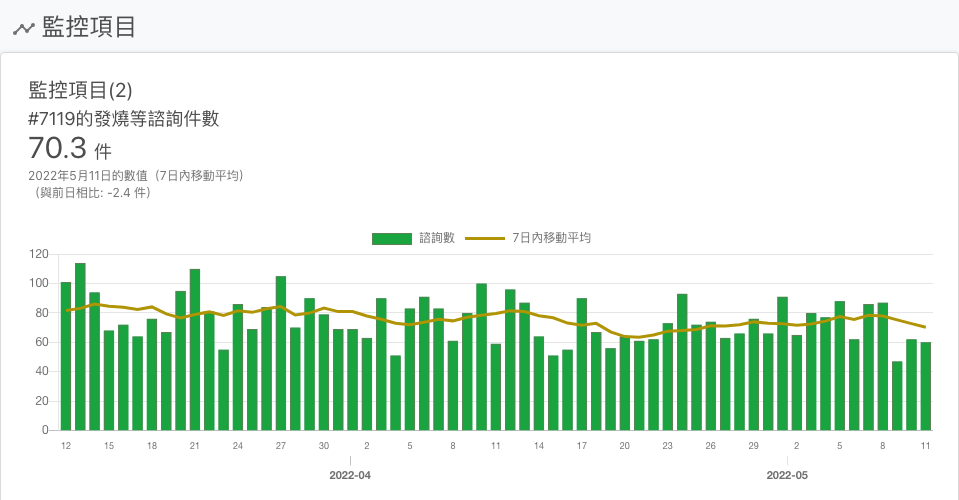 監控項目
監控項目(2)
#7119的發燒等諮詢件數
70.3 件
2022年5月11日的數值（7日內移動平均）
（與前日相比: -2.4 件）
諮詢數 7日內移動平均
120
100
80
60
40
20
0
12 15 18 21 24 27 30 2 5 8 11 14 17 20 23 26 29 2 5 8 11
2022-04 2022-05